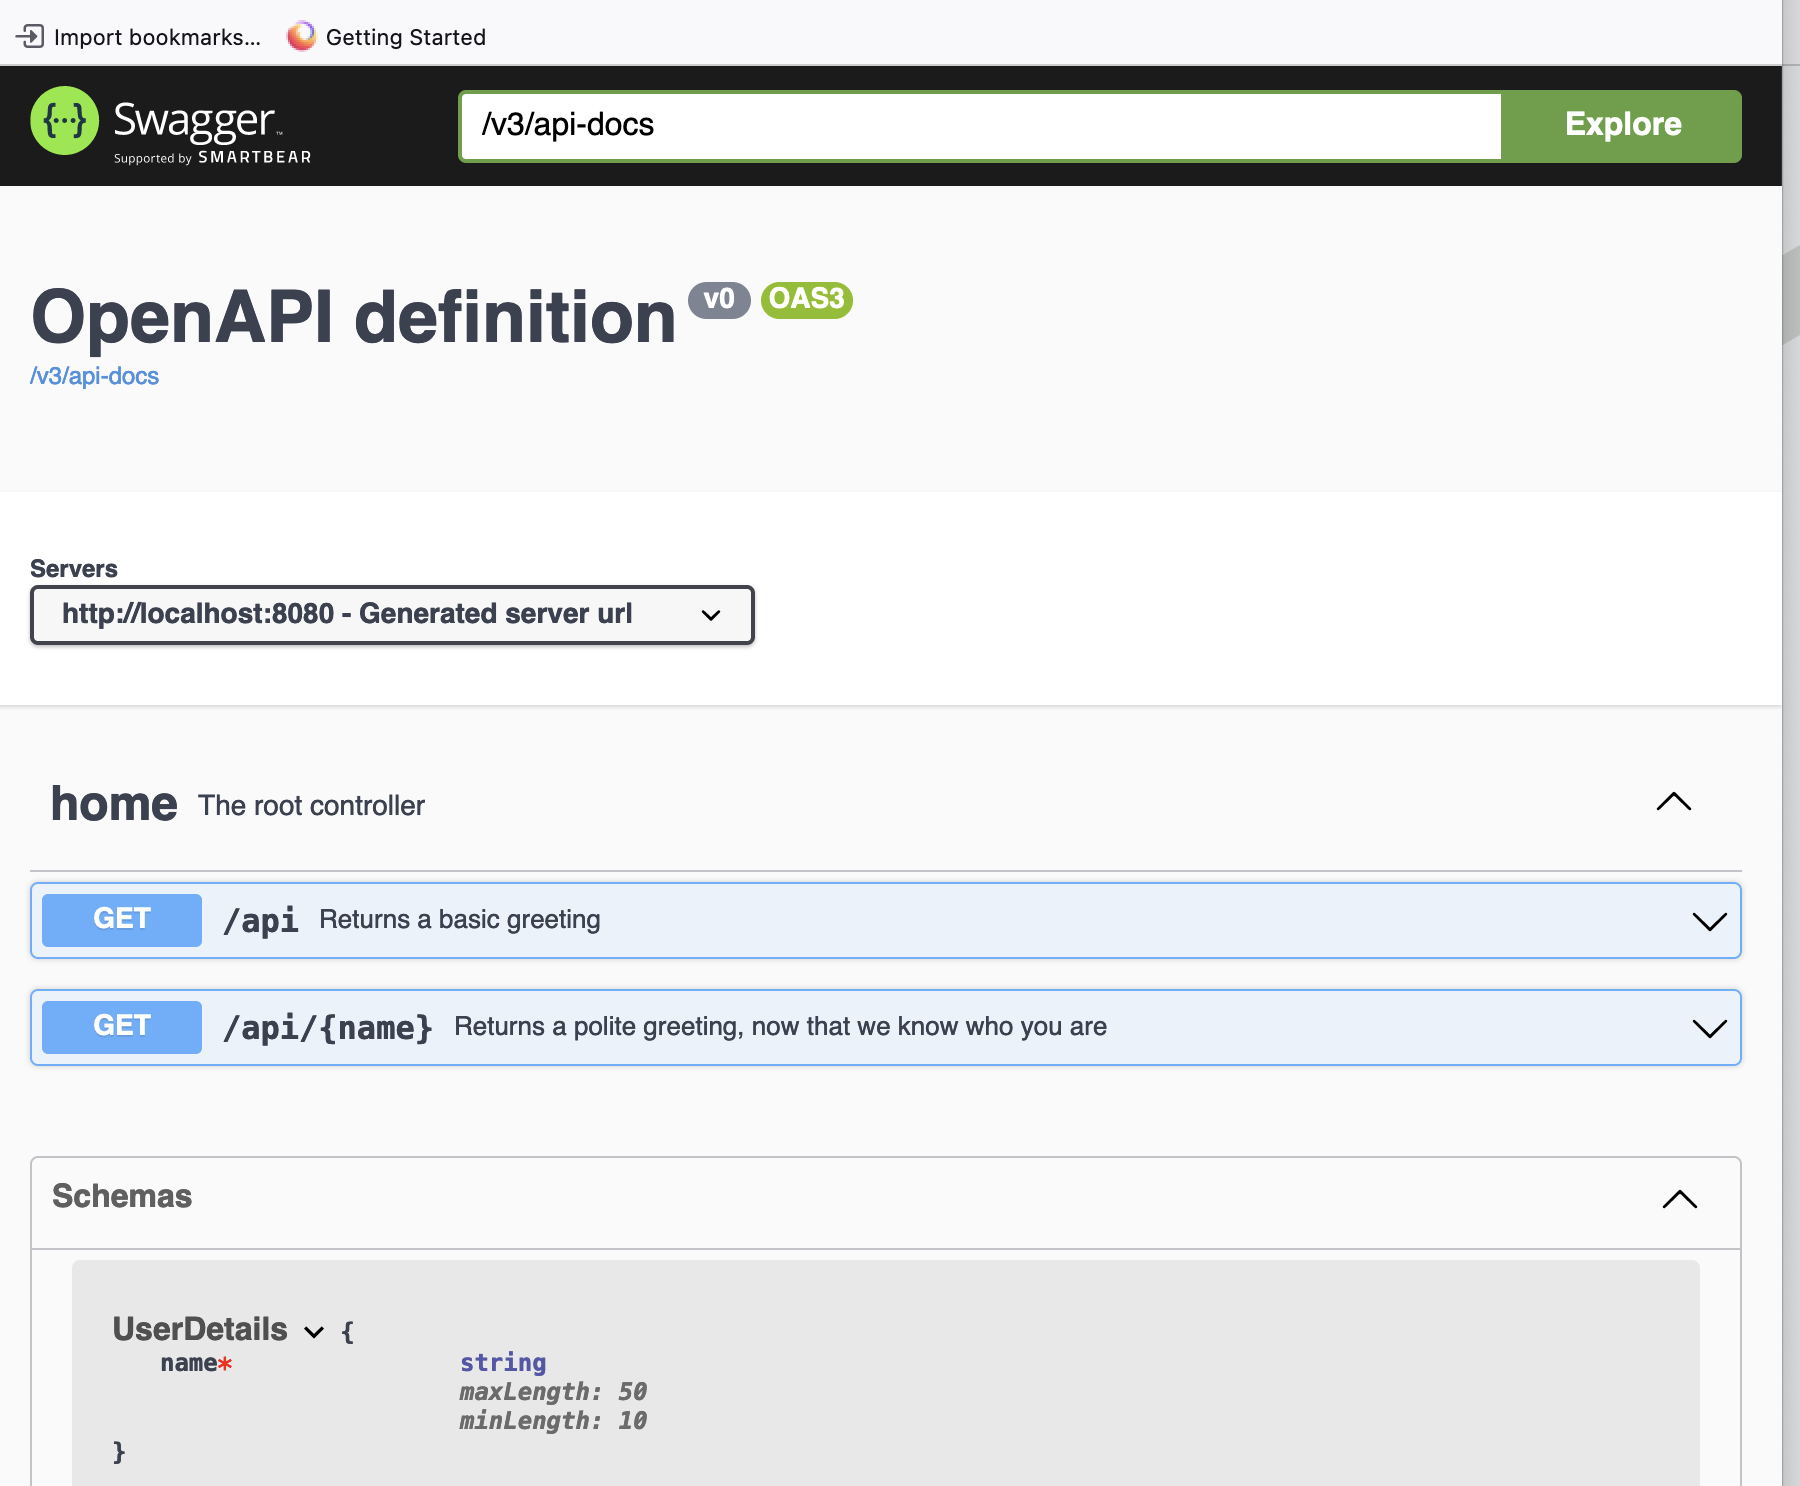 Import bookmarks... Getting Started
{...} Swagger™
Supported by SMARTBEAR
/v3/api-docs Explore
OpenAPI definition v0 OAS3
/v3/api-docs
Servers
http://localhost:8080 - Generated server url
home The root controller
GET /api Returns a basic greeting
GET /api/{name} Returns a polite greeting, now that we know who you are
Schemas
UserDetails {
name* string
maxLength: 50
minLength: 10
}